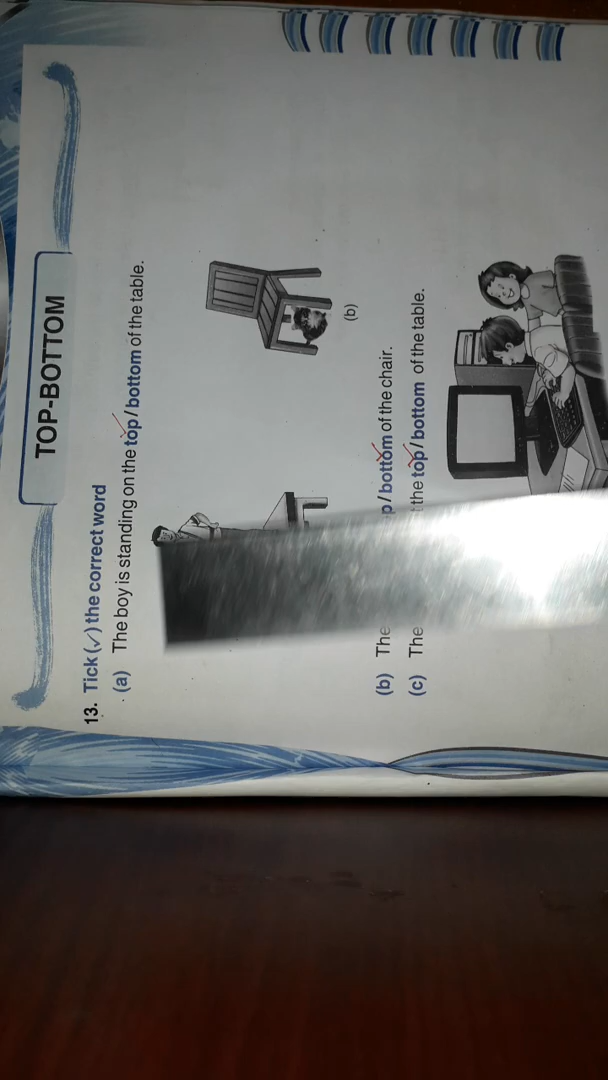 TOP-BOTTOM
13. Tick (✓) the correct word
(a) The boy is standing on the top / bottom of the table.
(b)
(b) The p / bottom of the chair.
(c) The t the top / bottom of the table.